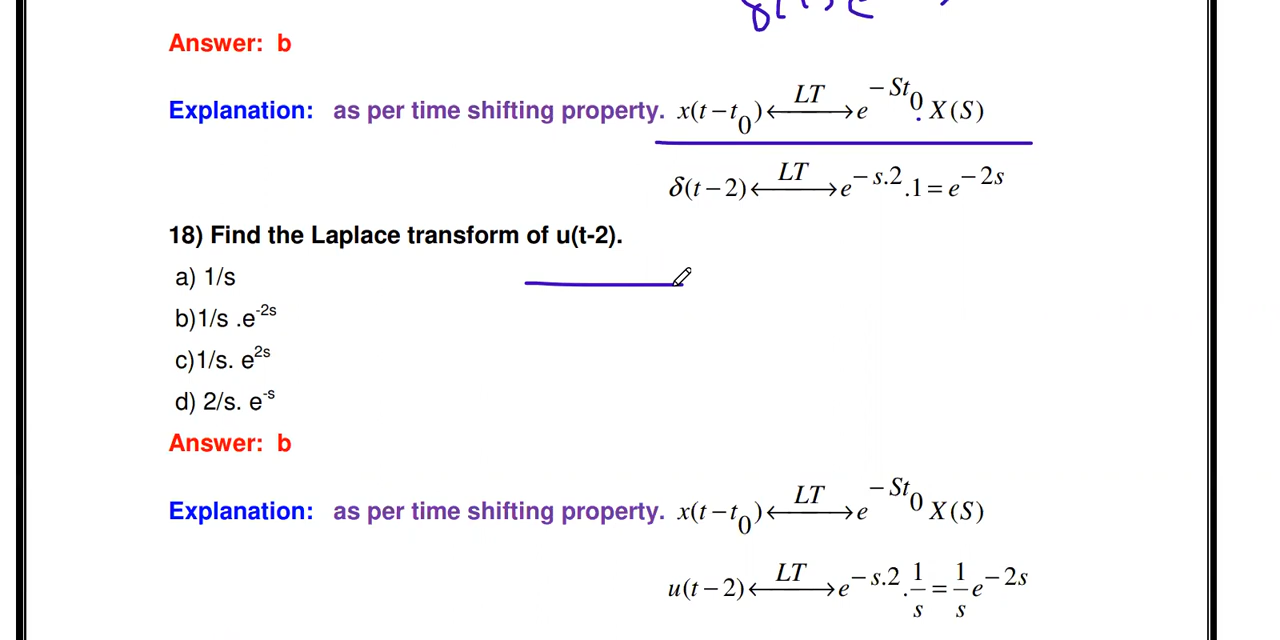 Answer: b
Explanation: as per time shifting property. x(t−t₀) ←LT→ e^(−St₀) X(S)
δ(t−2) ←LT→ e^(−s.2) .1 = e^(−2s)
18) Find the Laplace transform of u(t-2).
a) 1/s
b)1/s .e^(-2s)
c)1/s. e^(2s)
d) 2/s. e^(-s)
Answer: b
Explanation: as per time shifting property. x(t−t₀) ←LT→ e^(−St₀) X(S)
u(t−2) ←LT→ e^(−s.2) . 1/s = 1/s e^(−2s)